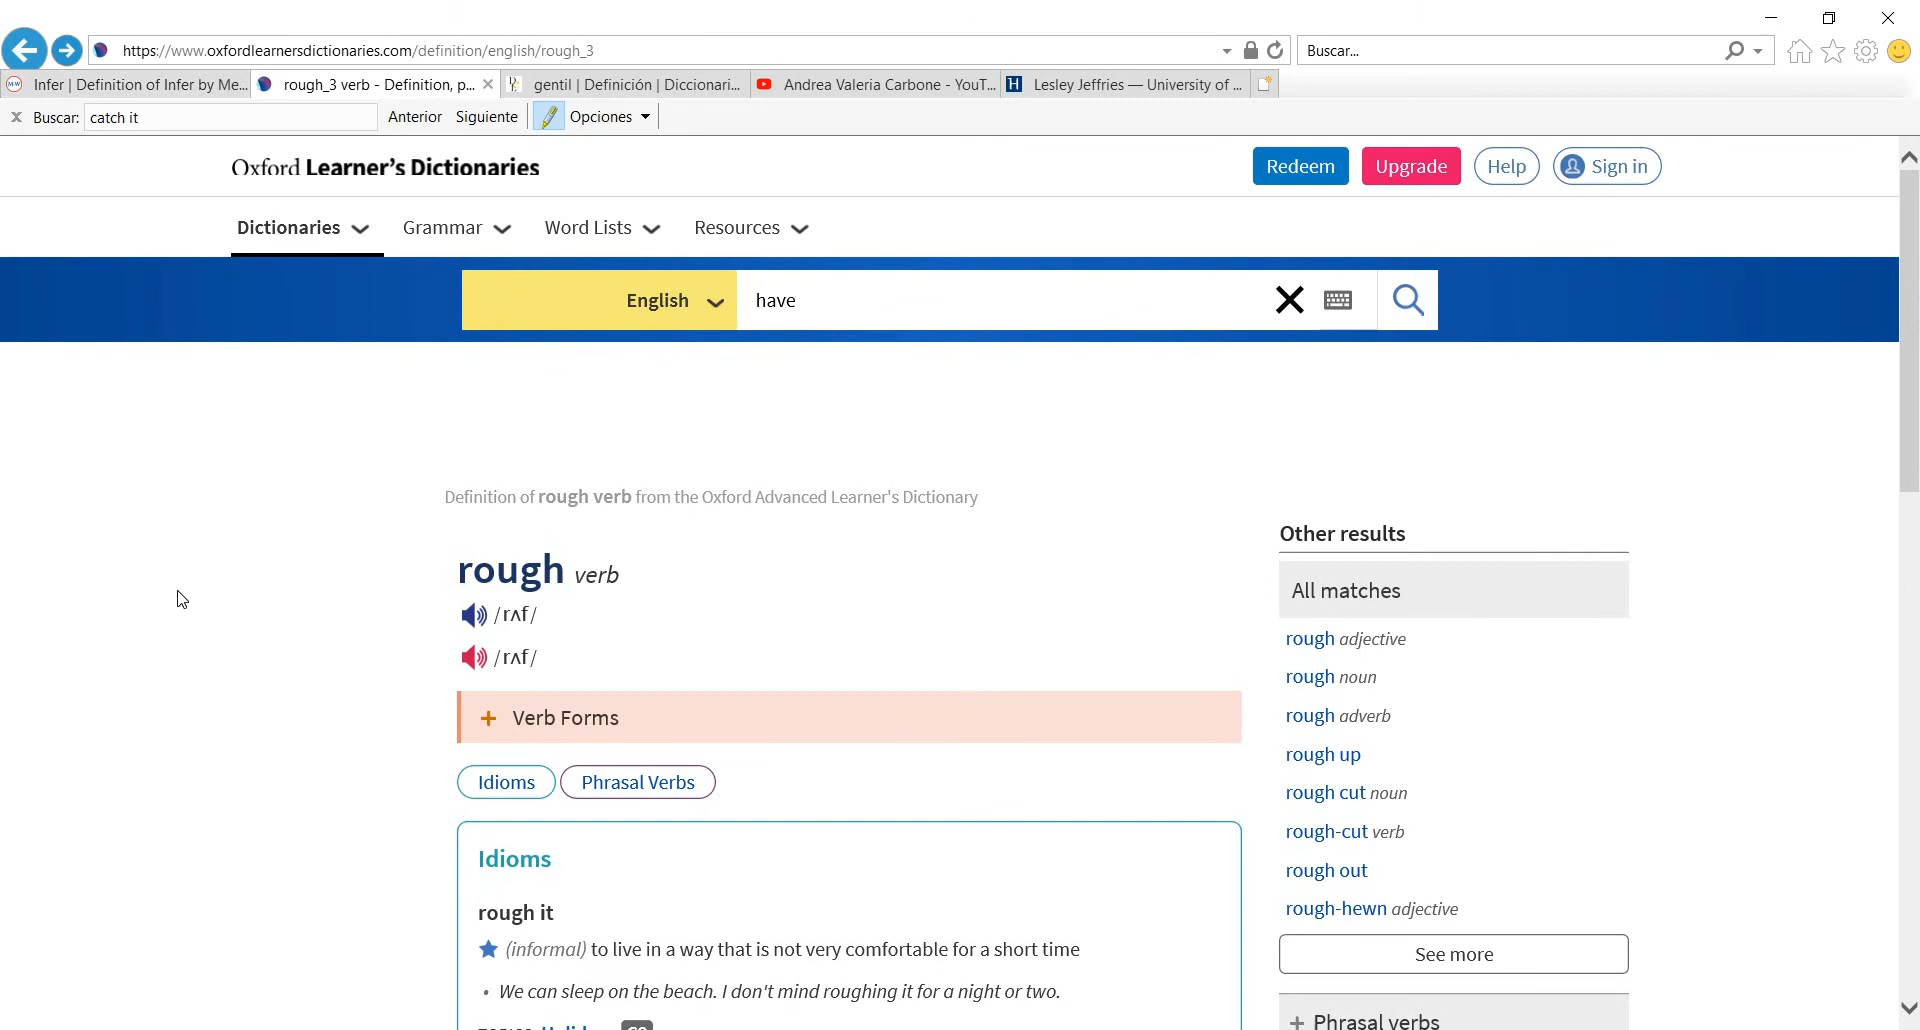 https://www.oxfordlearnersdictionaries.com/definition/english/rough_3
Buscar...
Infer | Definition of Infer by Me...
rough_3 verb - Definition, p...
gentil | Definición | Diccionari...
Andrea Valeria Carbone - YouT...
Lesley Jeffries — University of ...
Buscar: catch it Anterior Siguiente Opciones
Oxford Learner's Dictionaries
Redeem Upgrade Help Sign in
Dictionaries Grammar Word Lists Resources
English have
Definition of rough verb from the Oxford Advanced Learner's Dictionary
rough verb
/rʌf/
/rʌf/
+ Verb Forms
Idioms Phrasal Verbs
Idioms
rough it
(informal) to live in a way that is not very comfortable for a short time
• We can sleep on the beach. I don't mind roughing it for a night or two.
Other results
All matches
rough adjective
rough noun
rough adverb
rough up
rough cut noun
rough-cut verb
rough out
rough-hewn adjective
See more
+ Phrasal verbs